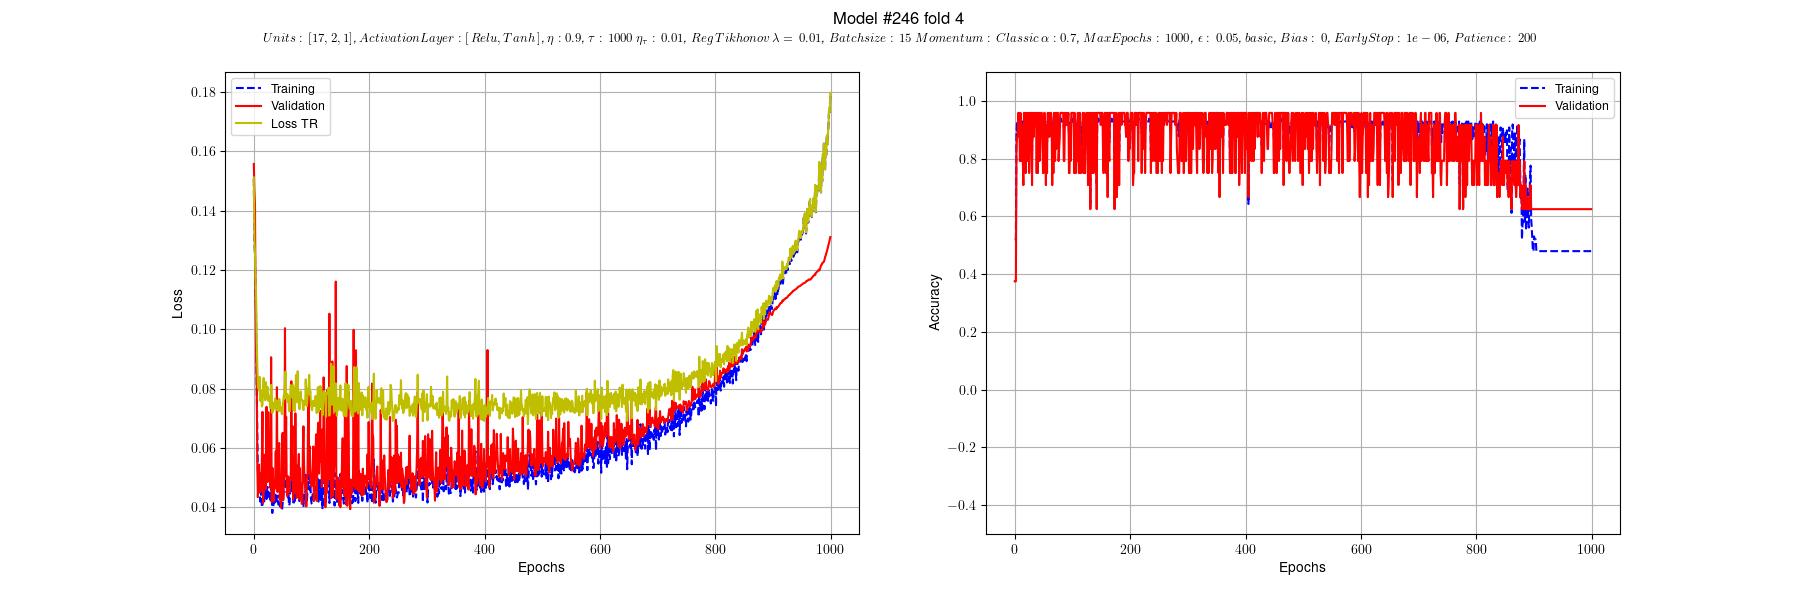 Model #246 fold 4
Units : [17, 2, 1], ActivationLayer : [ Relu, Tanh ], η : 0.9, τ : 1000 ητ : 0.01, RegTikhonov λ = 0.01, Batchsize : 15 Momentum : Classic α : 0.7, MaxEpochs : 1000, ϵ : 0.05, basic, Bias : 0, EarlyStop : 1e − 06, Patience : 200
Training
Validation
Loss TR
0.18
0.16
0.14
0.12
0.10
0.08
0.06
0.04
Loss
0 200 400 600 800 1000
Epochs
Training
Validation
1.0
0.8
0.6
0.4
0.2
0.0
−0.2
−0.4
Accuracy
0 200 400 600 800 1000
Epochs